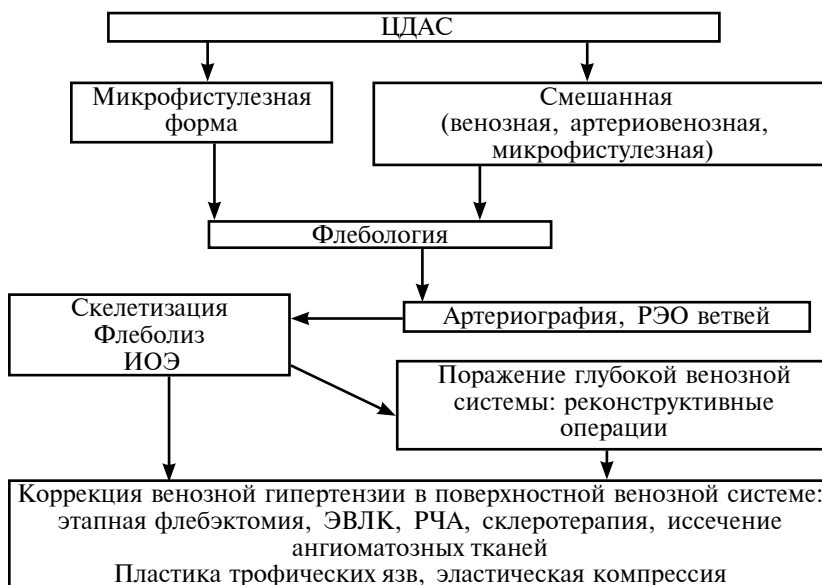 ЦДАС
Микрофистулезная
форма
Смешанная
(венозная, артериовенозная,
микрофистулезная)
Флебология
Артериография, РЭО ветвей
Скелетизация
Флеболиз
ИОЭ
Поражение глубокой венозной
системы: реконструктивные
операции
Коррекция венозной гипертензии в поверхностной венозной системе:
этапная флебэктомия, ЭВЛК, РЧА, склеротерапия, иссечение
ангиоматозных тканей
Пластика трофических язв, эластическая компрессия